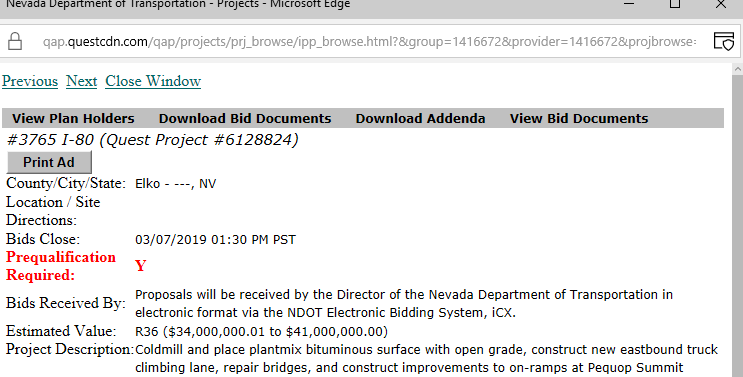 Nevada Department of Transportation - Projects - Microsoft Edge
qap.questcdn.com/qap/projects/prj_browse/ipp_browse.html?&group=1416672&provider=1416672&projbrowse=
Previous Next Close Window
View Plan Holders Download Bid Documents Download Addenda View Bid Documents
#3765 I-80 (Quest Project #6128824)
Print Ad
County/City/State: Elko - ---, NV
Location / Site
Directions:
Bids Close: 03/07/2019 01:30 PM PST
Prequalification
Required: Y
Bids Received By: Proposals will be received by the Director of the Nevada Department of Transportation in
electronic format via the NDOT Electronic Bidding System, iCX.
Estimated Value: R36 ($34,000,000.01 to $41,000,000.00)
Project Description: Coldmill and place plantmix bituminous surface with open grade, construct new eastbound truck
climbing lane, repair bridges, and construct improvements to on-ramps at Pequop Summit